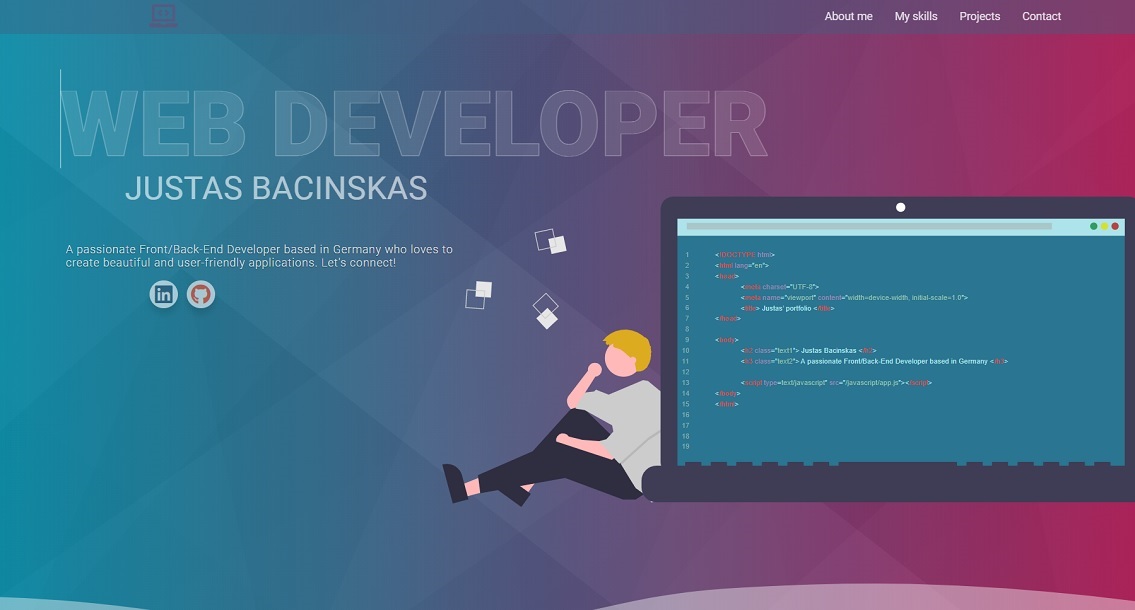 About me My skills Projects Contact
WEB DEVELOPER
JUSTAS BACINSKAS
A passionate Front/Back-End Developer based in Germany who loves to
create beautiful and user-friendly applications. Let's connect!
in
1 <!DOCTYPE html>
2 <html lang="en">
3 <head>
4 <meta charset="UTF-8">
5 <meta name="viewport" content="width=device-width, initial-scale=1.0">
6 <title> Justas' portfolio </title>
7 </head>
8
9 <body>
10 <h2 class="text1"> Justas Bacinskas </h2>
11 <h3 class="text2"> A passionate Front/Back-End Developer based in Germany </h3>
12
13 <script type=text/javascript" src="/javascript/app.js"></script>
14 </body>
15 </html>
16
17
18
19